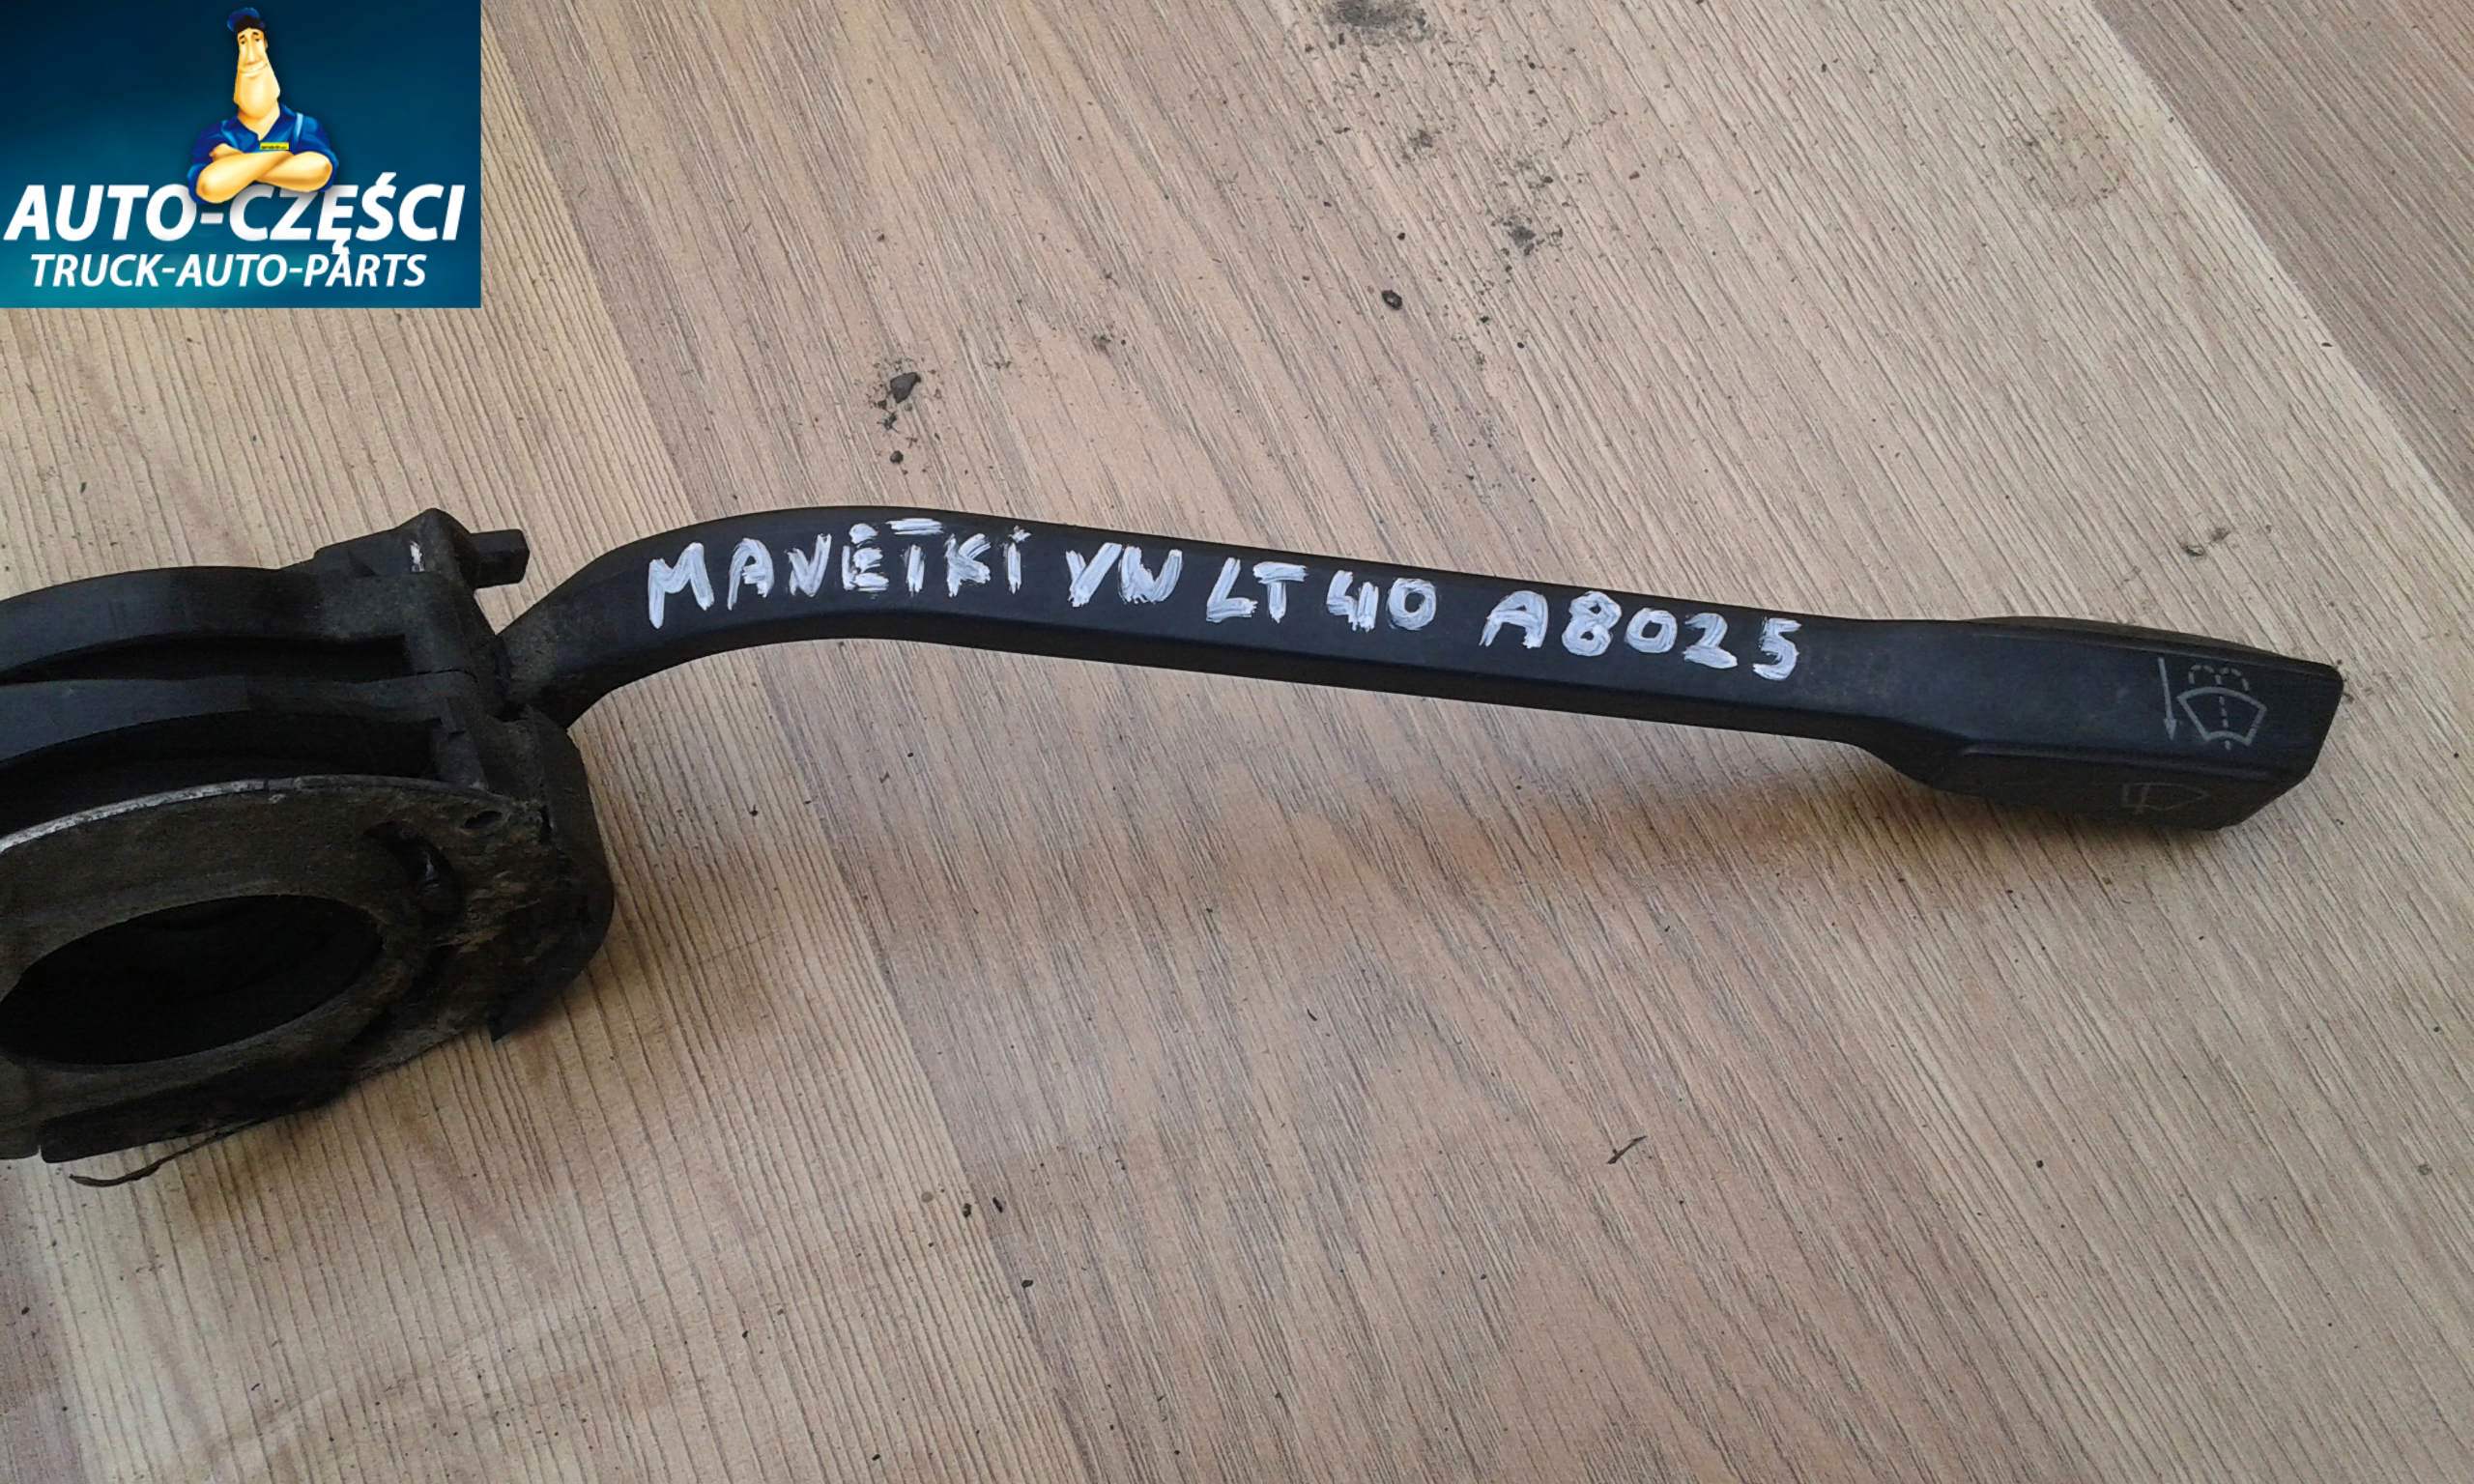 AUTO-CZĘŚCI
TRUCK-AUTO-PARTS
MANETKI VW LT 40 A8025